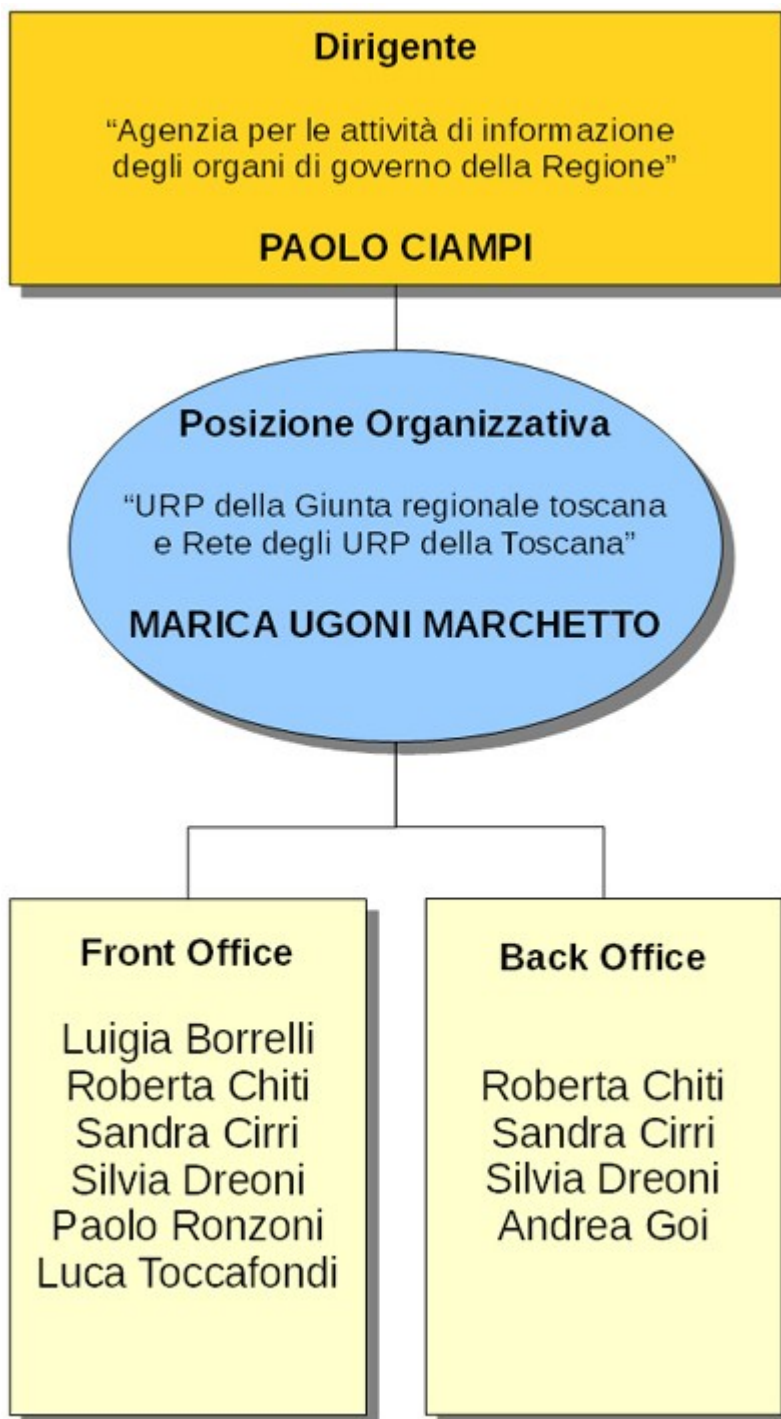 Dirigente
“Agenzia per le attività di informazione
degli organi di governo della Regione”
PAOLO CIAMPI
Posizione Organizzativa
“URP della Giunta regionale toscana
e Rete degli URP della Toscana”
MARICA UGONI MARCHETTO
Front Office
Luigia Borrelli
Roberta Chiti
Sandra Cirri
Silvia Dreoni
Paolo Ronzoni
Luca Toccafondi
Back Office
Roberta Chiti
Sandra Cirri
Silvia Dreoni
Andrea Goi